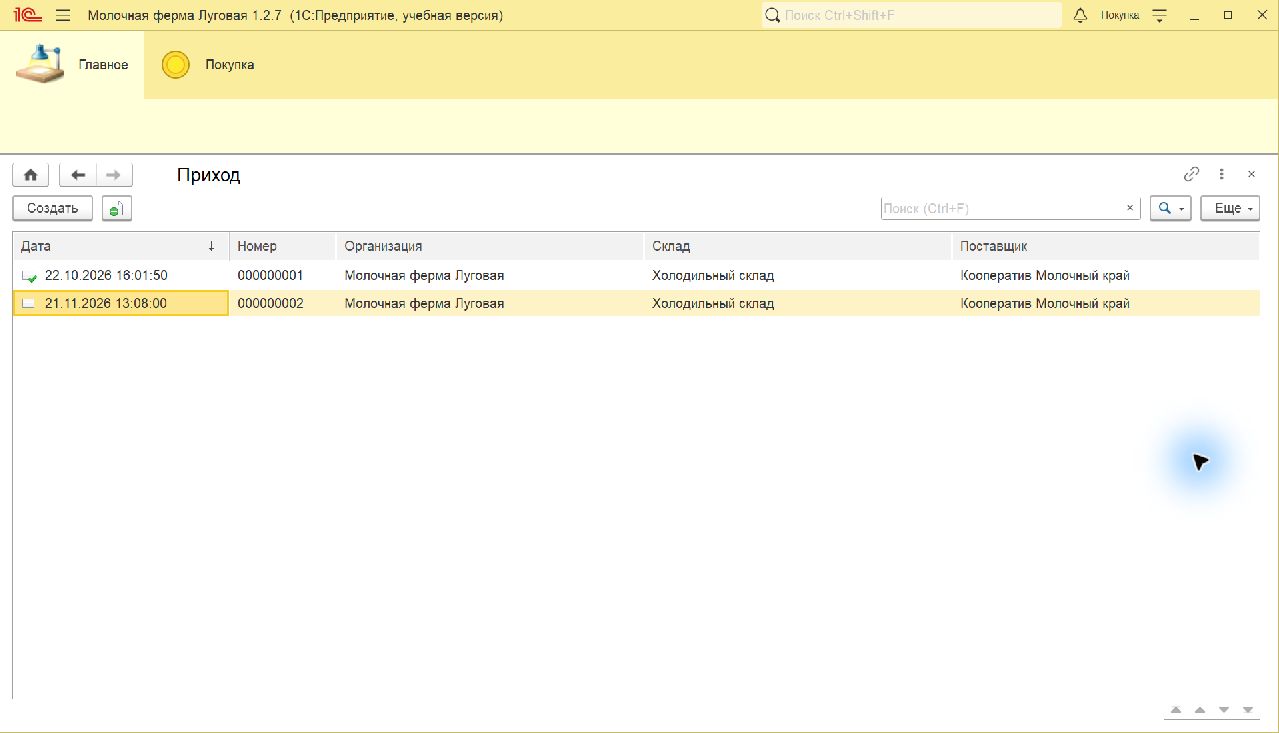 1С Молочная ферма Луговая 1.2.7 (1С:Предприятие, учебная версия) Поиск Ctrl+Shift+F Покупка
Главное Покупка
Приход
Создать Поиск (Ctrl+F) × Еще
Дата ↓ Номер Организация Склад Поставщик
22.10.2026 16:01:50 000000001 Молочная ферма Луговая Холодильный склад Кооператив Молочный край
21.11.2026 13:08:00 000000002 Молочная ферма Луговая Холодильный склад Кооператив Молочный край